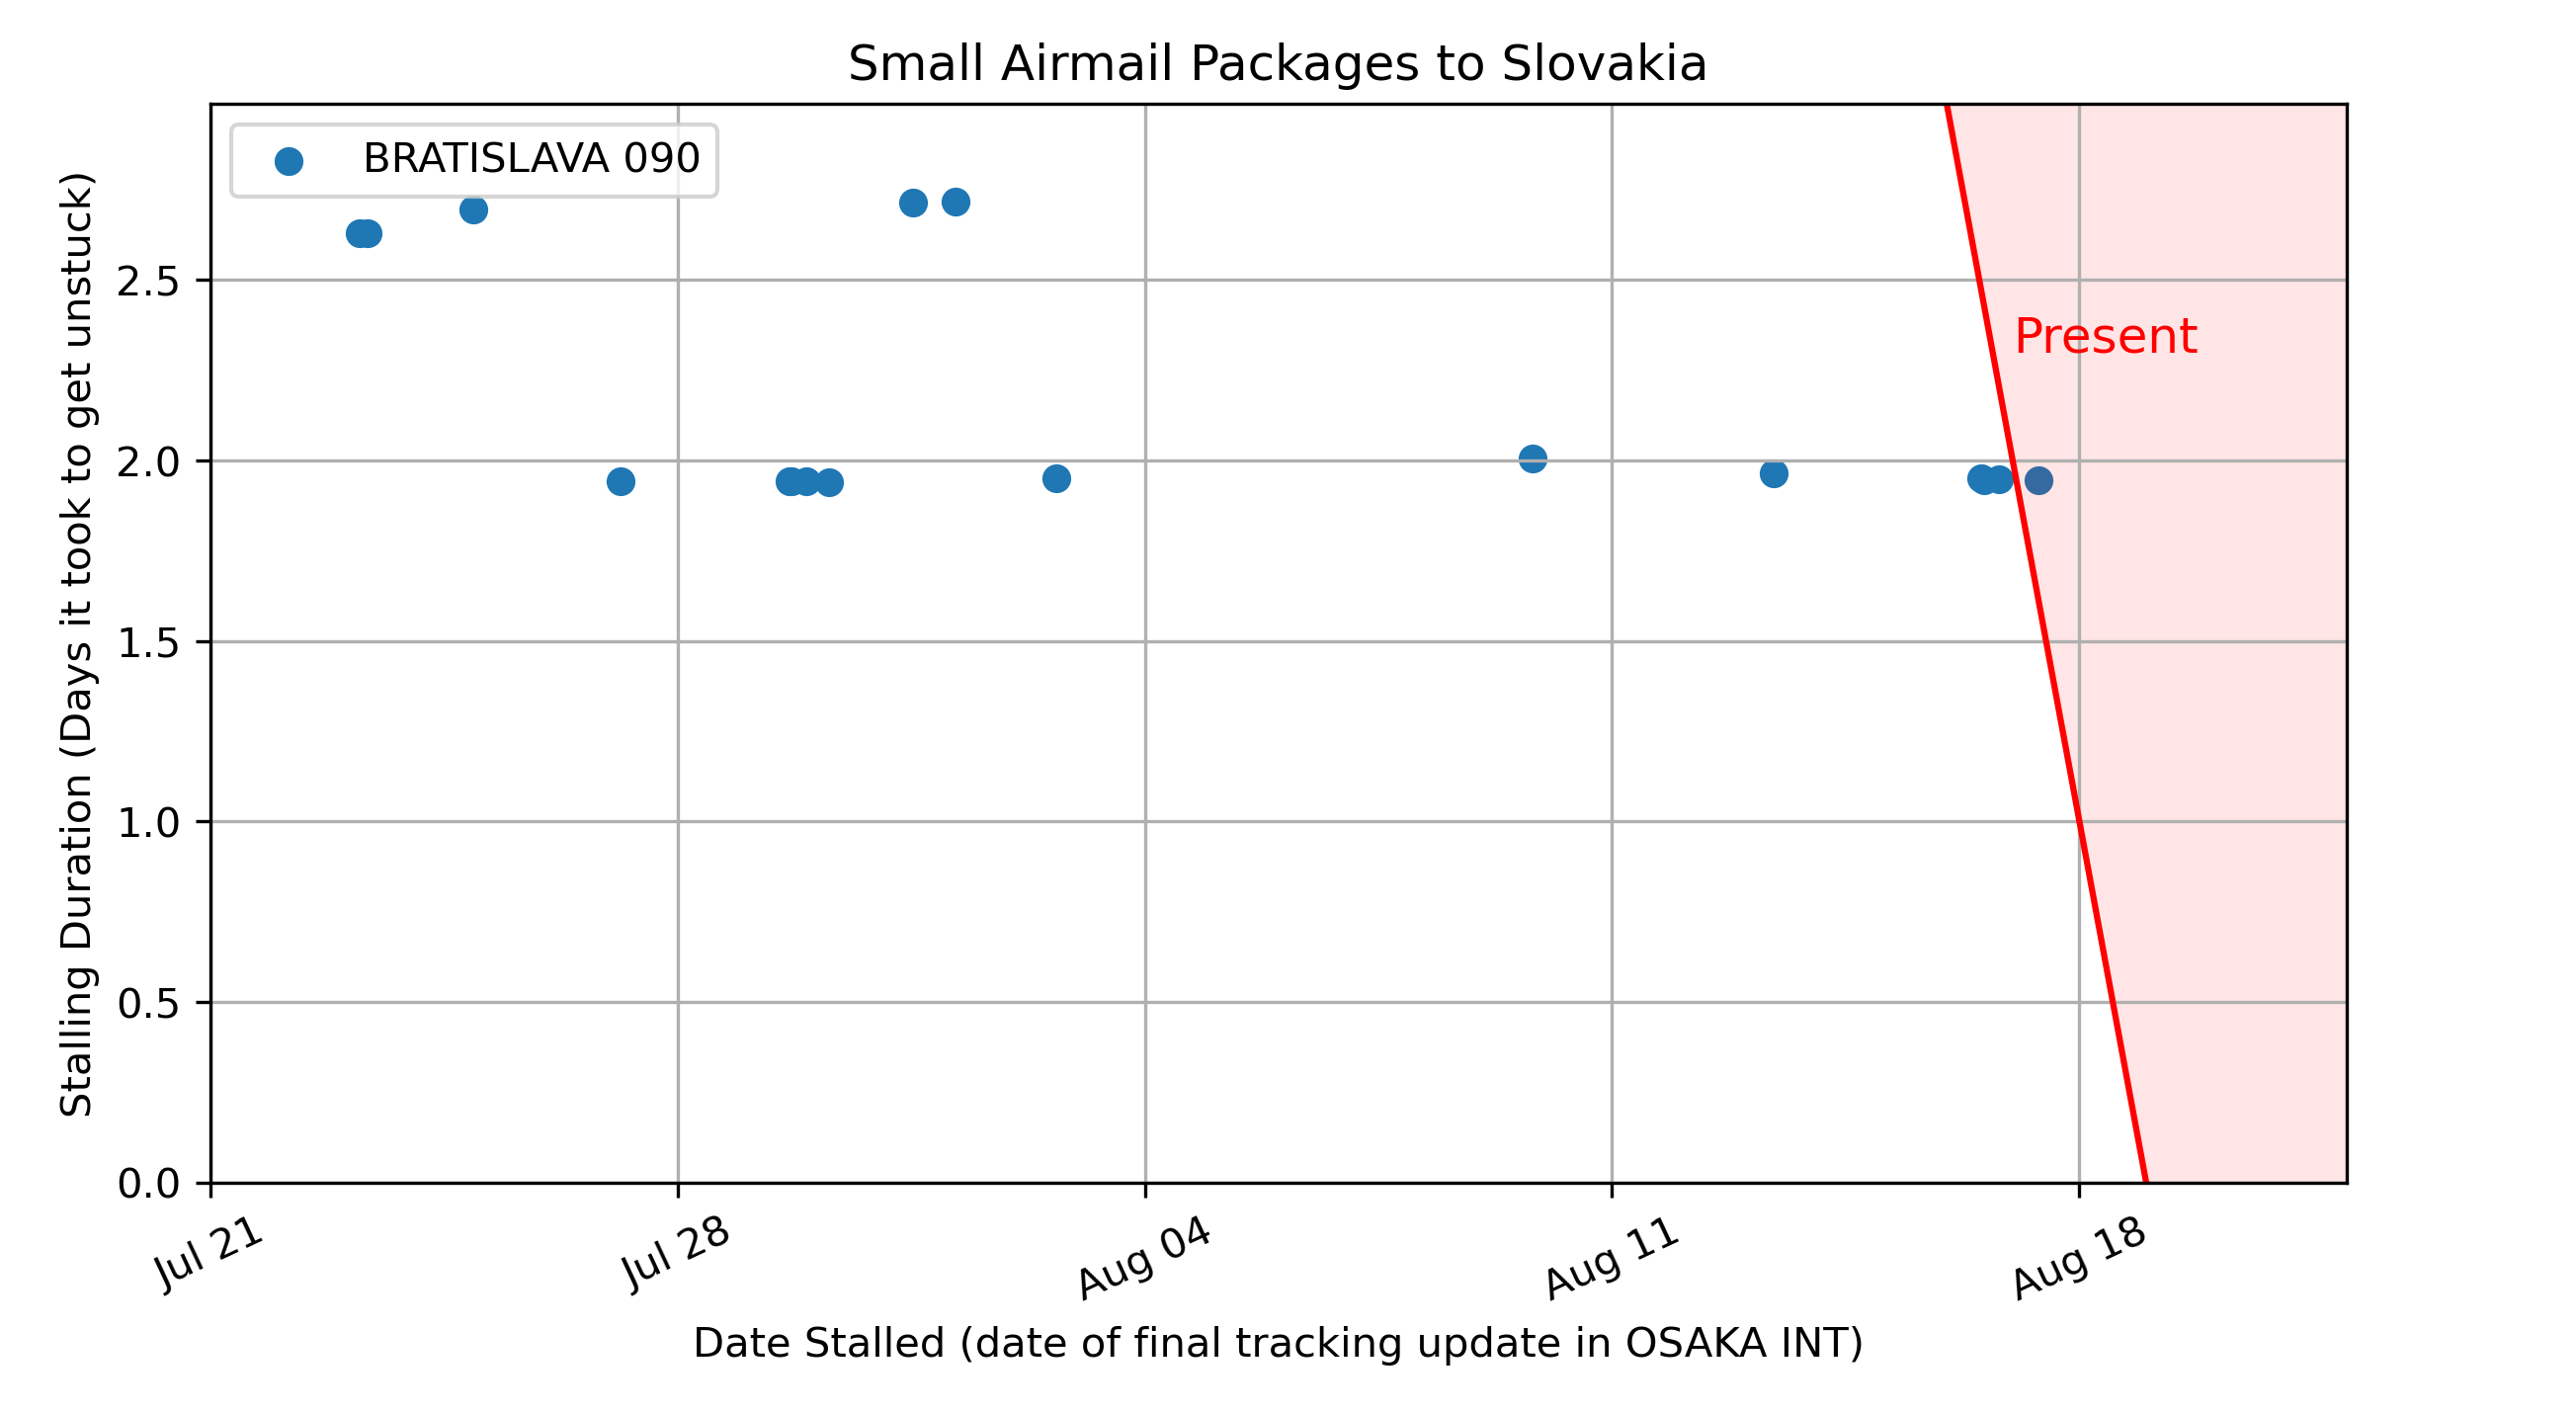 Small Airmail Packages to Slovakia
BRATISLAVA 090
Present
Stalling Duration (Days it took to get unstuck)
2.5
2.0
1.5
1.0
0.5
0.0
Jul 21
Jul 28
Aug 04
Aug 11
Aug 18
Date Stalled (date of final tracking update in OSAKA INT)